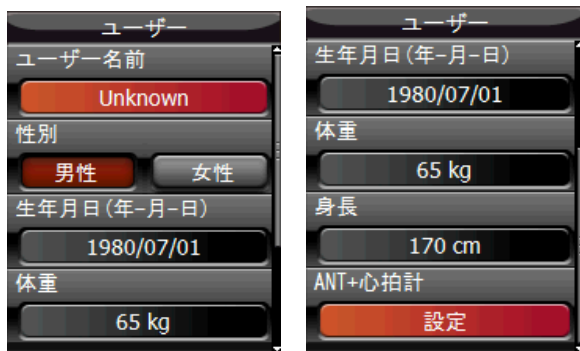 ユーザー
ユーザー名前
Unknown
性別
男性 女性
生年月日(年-月-日)
1980/07/01
体重
65 kg
ユーザー
生年月日(年-月-日)
1980/07/01
体重
65 kg
身長
170 cm
ANT+心拍計
設定